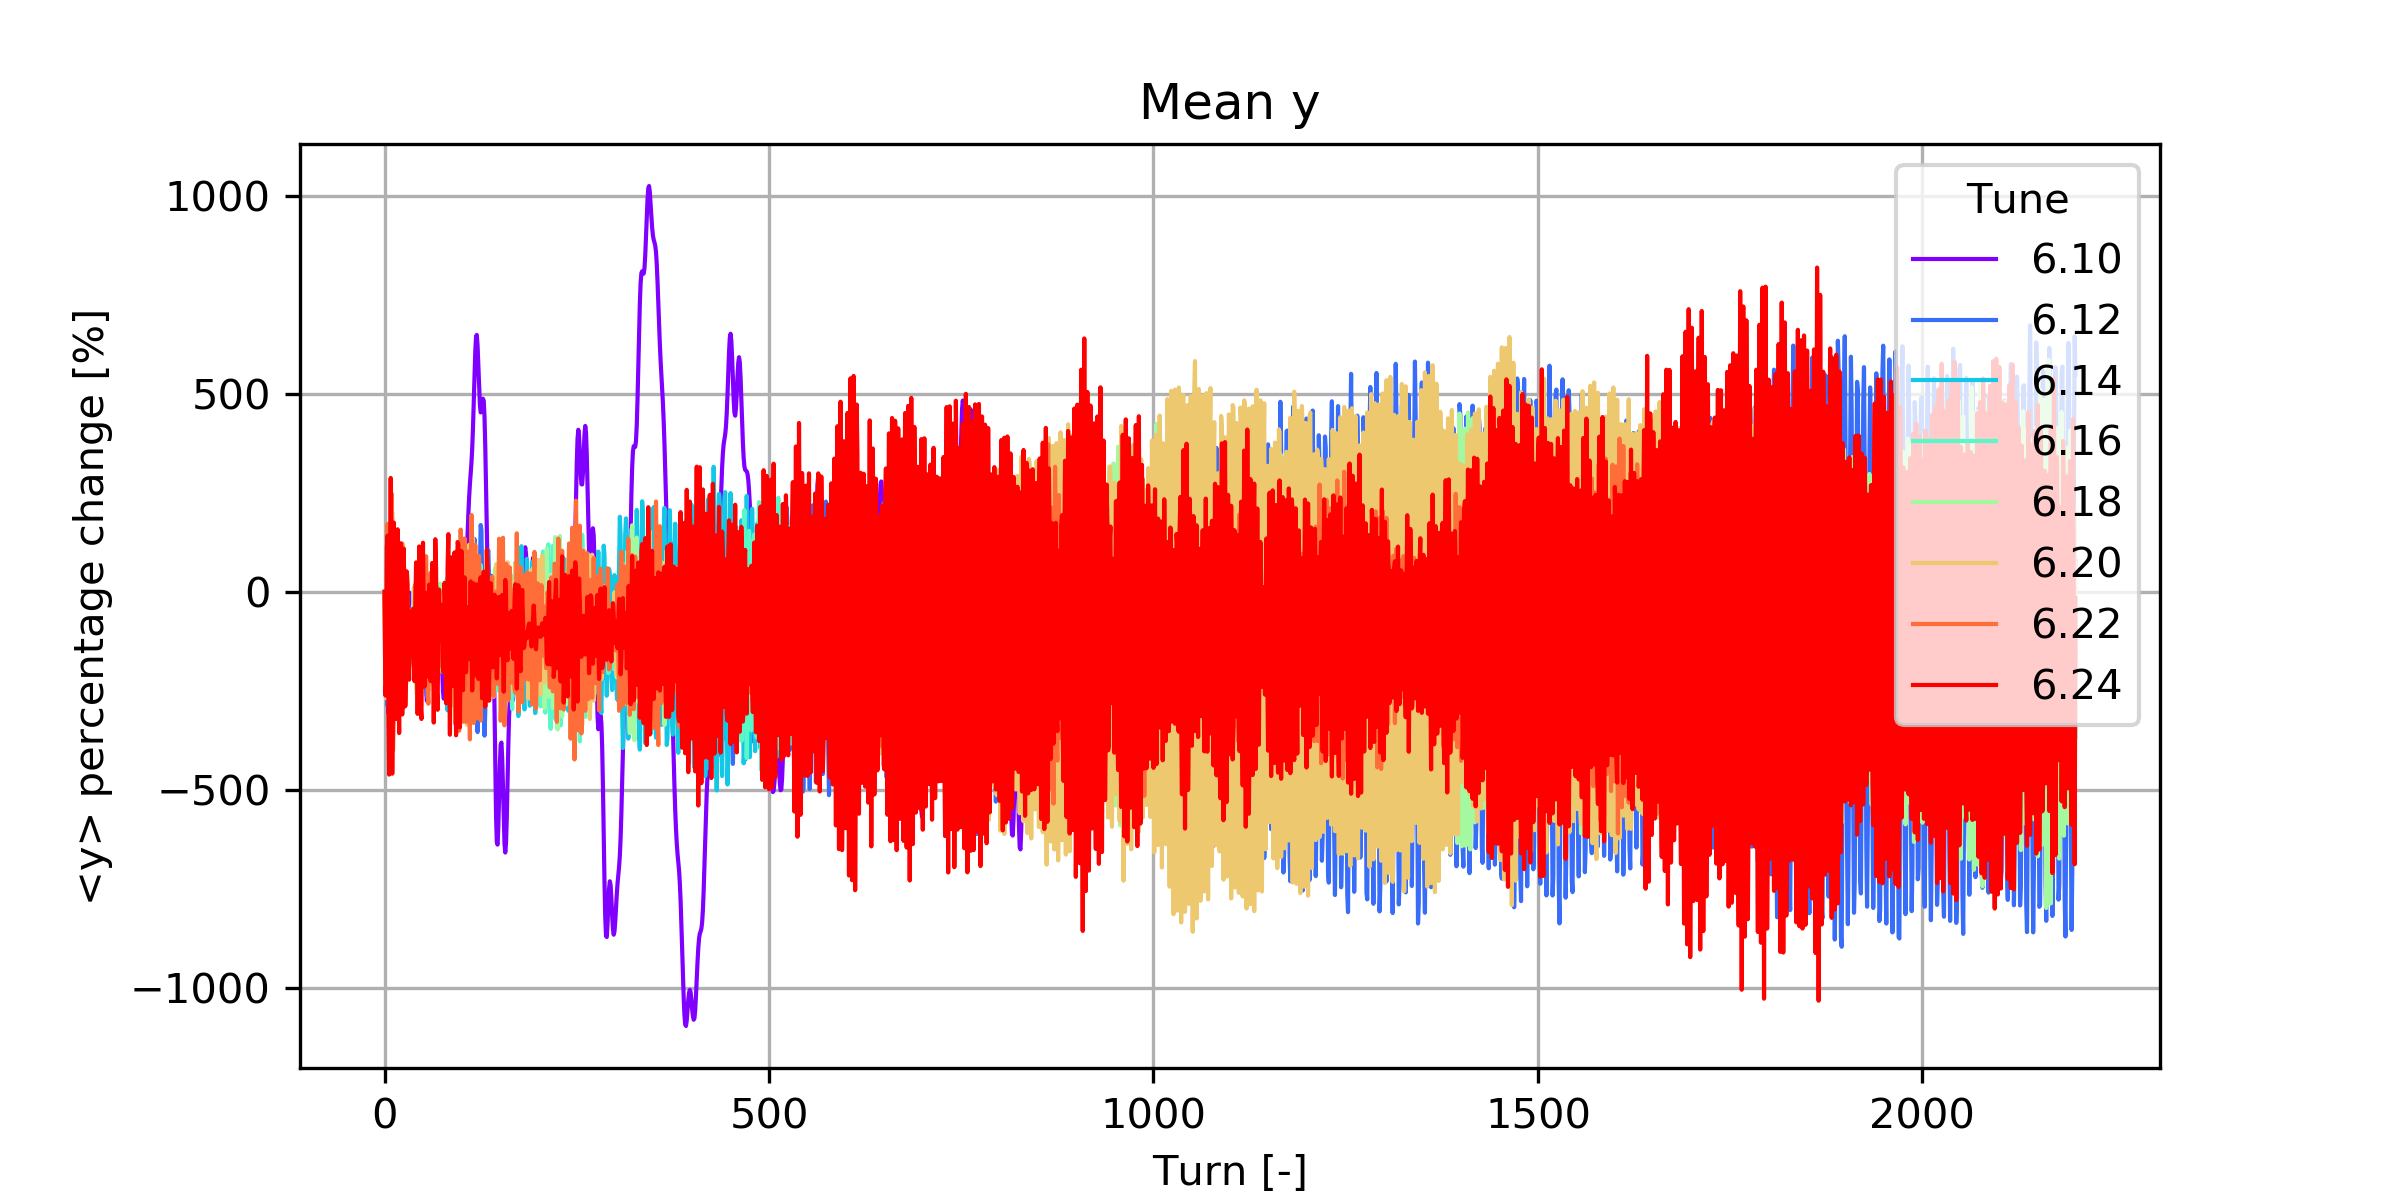 Mean y
<y> percentage change [%]
1000
500
0
−500
−1000
Tune
6.10
6.12
6.14
6.16
6.18
6.20
6.22
6.24
0 500 1000 1500 2000
Turn [-]